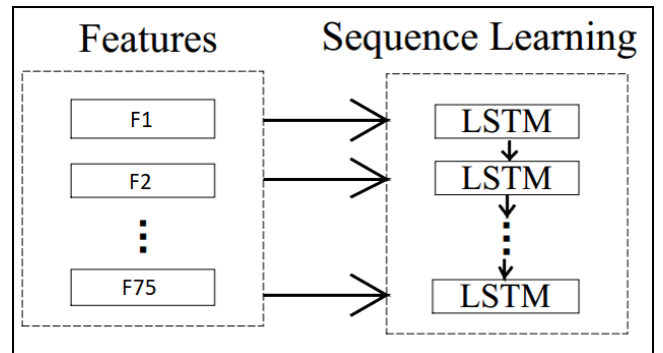 Features
Sequence Learning
F1
LSTM
F2
LSTM
F75
LSTM